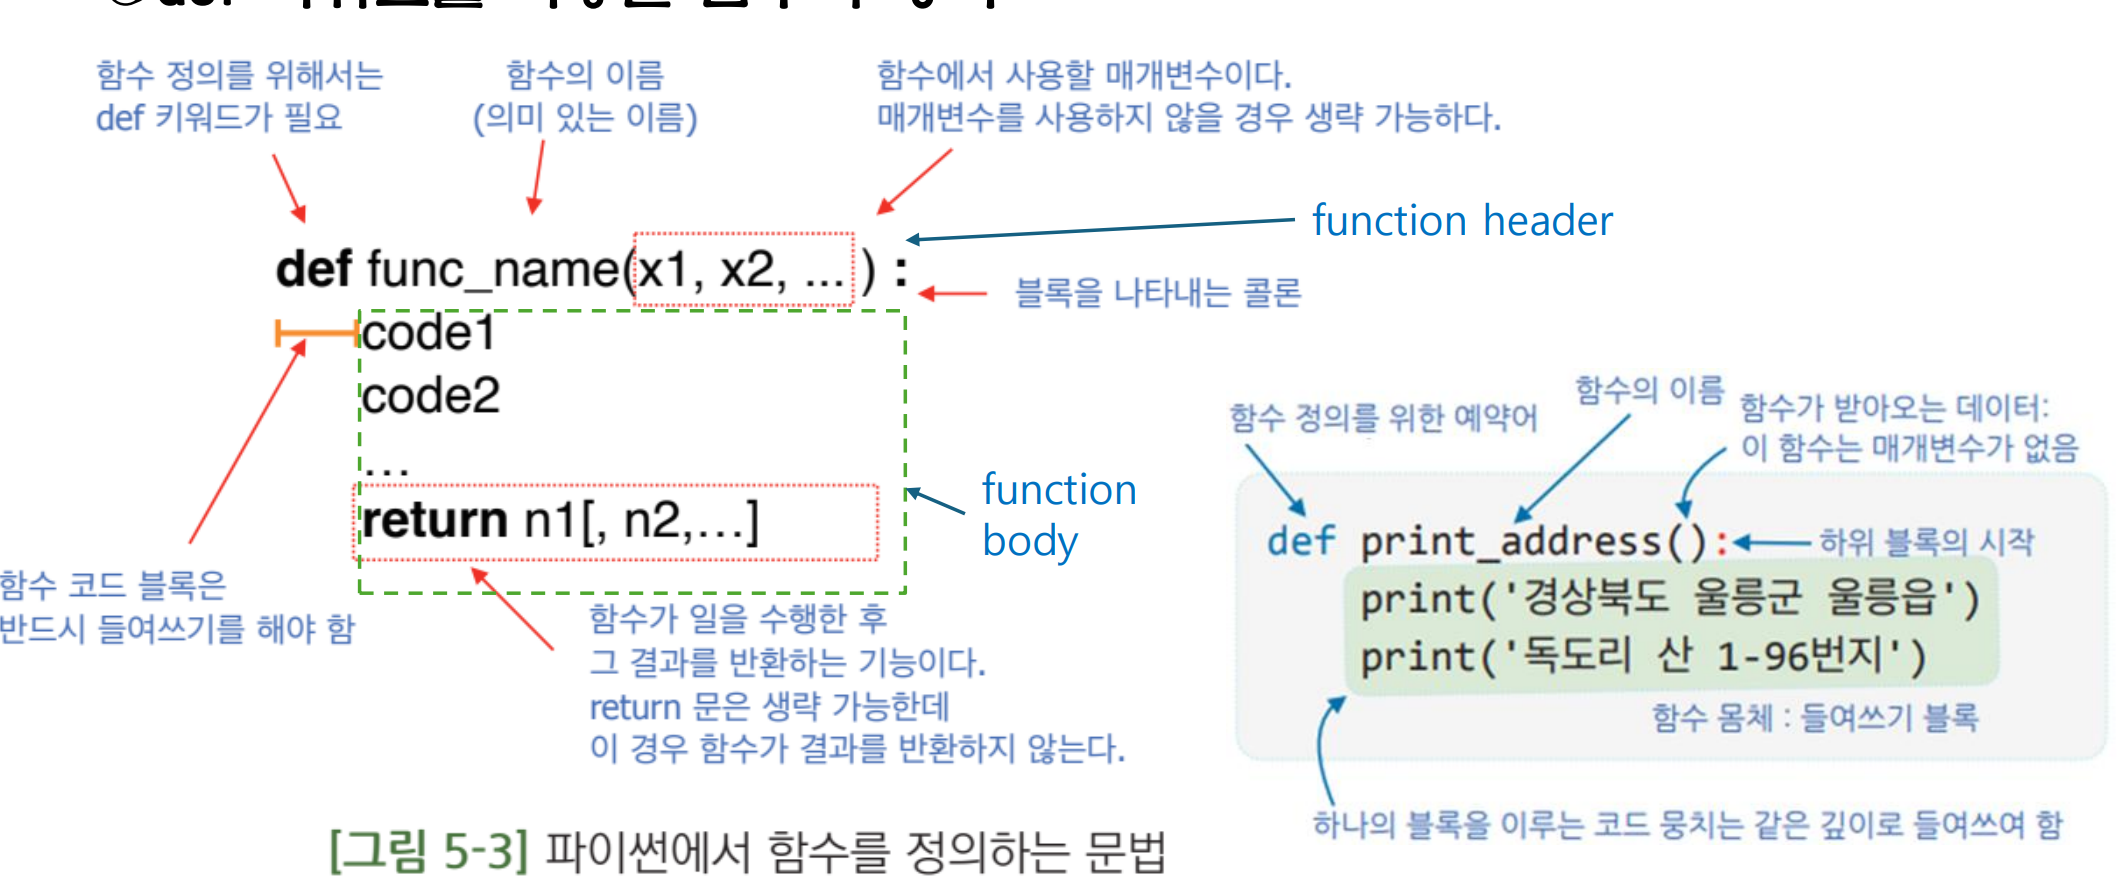 함수 정의를 위해서는
def 키워드가 필요
함수의 이름
(의미 있는 이름)
함수에서 사용할 매개변수이다.
매개변수를 사용하지 않을 경우 생략 가능하다.
function header
def func_name(x1, x2, ... ) :
블록을 나타내는 콜론
code1
code2
...
return n1[, n2,...]
function
body
함수 코드 블록은
반드시 들여쓰기를 해야 함
함수가 일을 수행한 후
그 결과를 반환하는 기능이다.
return 문은 생략 가능한데
이 경우 함수가 결과를 반환하지 않는다.
함수 정의를 위한 예약어
함수의 이름
함수가 받아오는 데이터:
이 함수는 매개변수가 없음
def print_address():
하위 블록의 시작
print('경상북도 울릉군 울릉읍')
print('독도리 산 1-96번지')
함수 몸체 : 들여쓰기 블록
하나의 블록을 이루는 코드 뭉치는 같은 깊이로 들여쓰여 함
[그림 5-3] 파이썬에서 함수를 정의하는 문법